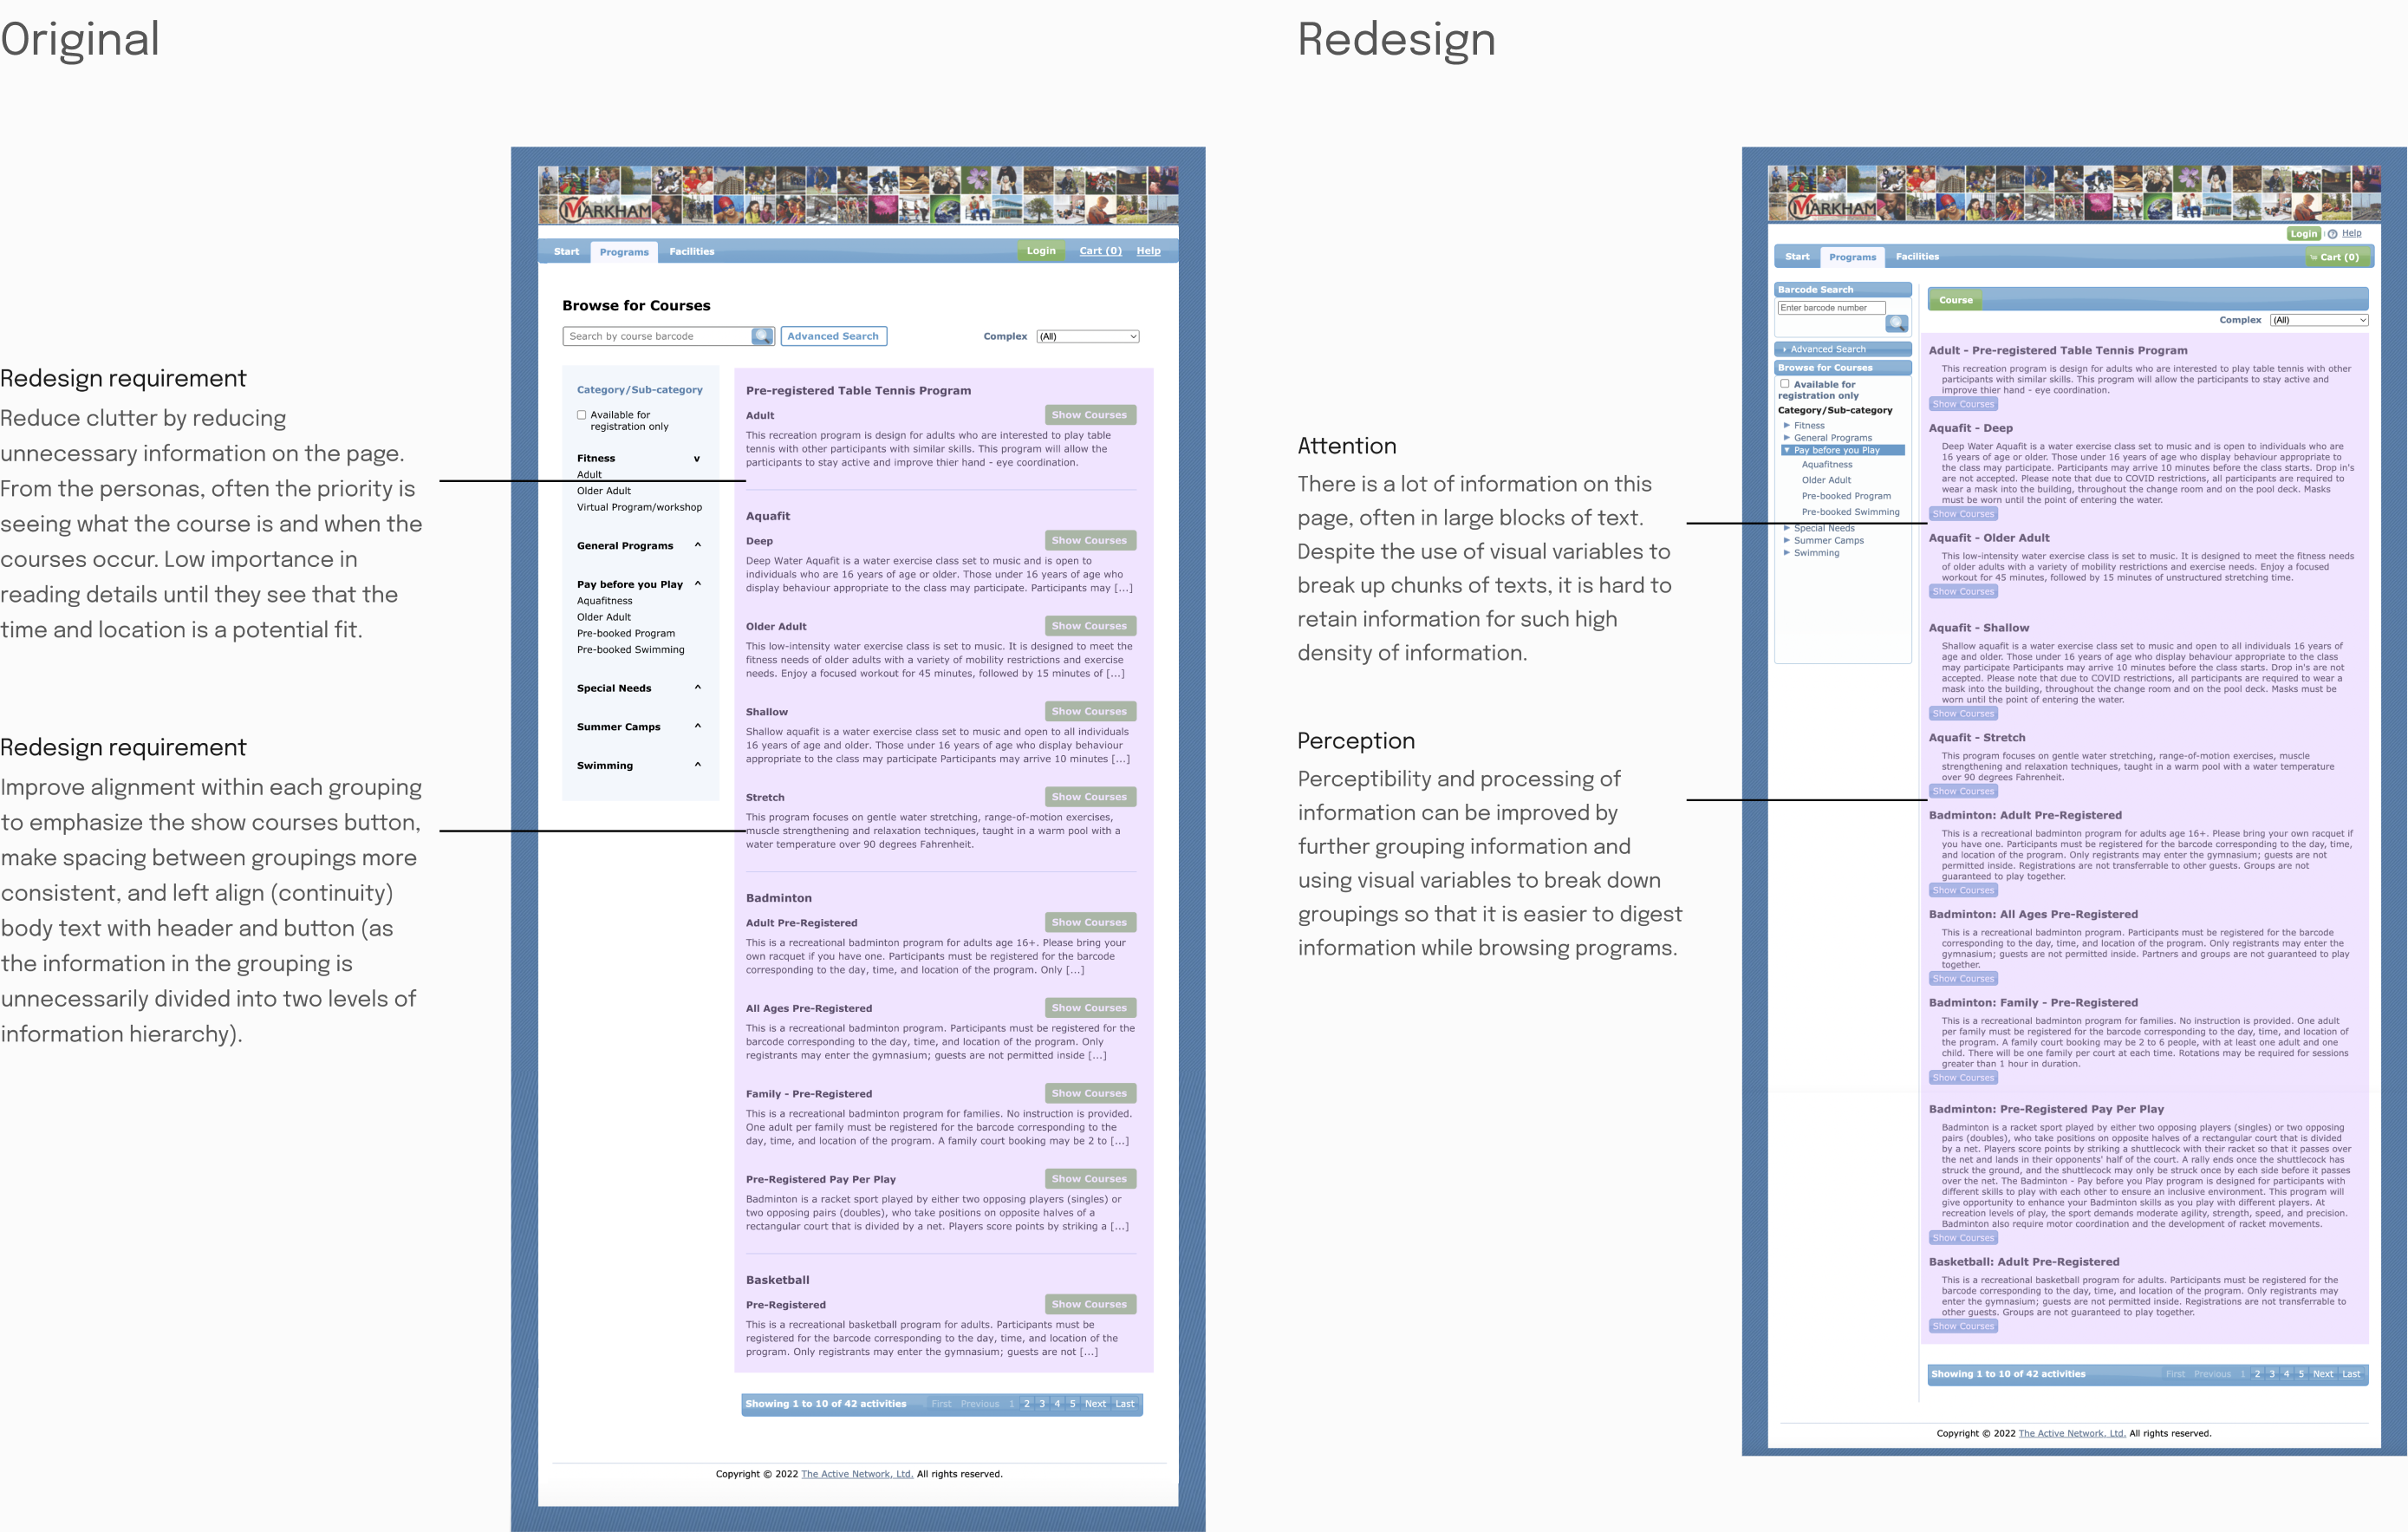 Original
Redesign requirement
Reduce clutter by reducing
unnecessary information on the page.
From the personas, often the priority is
seeing what the course is and when the
courses occur. Low importance in
reading details until they see that the
time and location is a potential fit.
Redesign requirement
Improve alignment within each grouping
to emphasize the show courses button,
make spacing between groupings more
consistent, and left align (continuity)
body text with header and button (as
the information in the grouping is
unnecessarily divided into two levels of
information hierarchy).
MARKHAM
Start Programs Facilities Login Cart (0) Help
Browse for Courses
Search by course barcode Advanced Search Complex (All)
Category/Sub-category
Available for
registration only
Fitness v
Adult
Older Adult
Virtual Program/workshop
General Programs ^
Pay before you Play ^
Aquafitness
Older Adult
Pre-booked Program
Pre-booked Swimming
Special Needs ^
Summer Camps ^
Swimming ^
Pre-registered Table Tennis Program
Adult Show Courses
This recreation program is design for adults who are interested to play table
tennis with other participants with similar skills. This program will allow the
participants to stay active and improve thier hand - eye coordination.
Aquafit
Deep Show Courses
Deep Water Aquafit is a water exercise class set to music and is open to
individuals who are 16 years of age or older. Those under 16 years of age who
display behaviour appropriate to the class may participate. Participants may [...]
Older Adult Show Courses
This low-intensity water exercise class is set to music. It is designed to meet the
fitness needs of older adults with a variety of mobility restrictions and exercise
needs. Enjoy a focused workout for 45 minutes, followed by 15 minutes of [...]
Shallow Show Courses
Shallow aquafit is a water exercise class set to music and open to all individuals
16 years of age and older. Those under 16 years of age who display behaviour
appropriate to the class may participate Participants may arrive 10 minutes [...]
Stretch Show Courses
This program focuses on gentle water stretching, range-of-motion exercises,
muscle strengthening and relaxation techniques, taught in a warm pool with a
water temperature over 90 degrees Fahrenheit.
Badminton
Adult Pre-Registered Show Courses
This is a recreational badminton program for adults age 16+. Please bring your
own racquet if you have one. Participants must be registered for the barcode
corresponding to the day, time, and location of the program. Only [...]
All Ages Pre-Registered Show Courses
This is a recreational badminton program. Participants must be registered for the
barcode corresponding to the day, time, and location of the program. Only
registrants may enter the gymnasium; guests are not permitted inside [...]
Family - Pre-Registered Show Courses
This is a recreational badminton program for families. No instruction is provided.
One adult per family must be registered for the barcode corresponding to the
day, time, and location of the program. A family court booking may be 2 to [...]
Pre-Registered Pay Per Play Show Courses
Badminton is a racket sport played by either two opposing players (singles) or
two opposing pairs (doubles), who take positions on opposite halves of a
rectangular court that is divided by a net. Players score points by striking a [...]
Basketball
Pre-Registered Show Courses
This is a recreational basketball program for adults. Participants must be
registered for the barcode corresponding to the day, time, and location of the
program. Only registrants may enter the gymnasium; guests are not [...]
Showing 1 to 10 of 42 activities First Previous 1 2 3 4 5 Next Last
Copyright © 2022 The Active Network, Ltd. All rights reserved.
Redesign
Attention
There is a lot of information on this
page, often in large blocks of text.
Despite the use of visual variables to
break up chunks of texts, it is hard to
retain information for such high
density of information.
Perception
Perceptibility and processing of
information can be improved by
further grouping information and
using visual variables to break down
groupings so that it is easier to digest
information while browsing programs.
MARKHAM
Login Help
Start Programs Facilities Cart (0)
Barcode Search
Enter barcode number
Advanced Search
Browse for Courses
Available for
registration only
Category/Sub-category
Fitness
General Programs
Pay before you Play
Aquafitness
Older Adult
Pre-booked Program
Pre-booked Swimming
Special Needs
Summer Camps
Swimming
Course
Complex (All)
Adult - Pre-registered Table Tennis Program
This recreation program is design for adults who are interested to play table tennis with other
participants with similar skills. This program will allow the participants to stay active and
improve thier hand - eye coordination.
Show Courses
Aquafit - Deep
Deep Water Aquafit is a water exercise class set to music and is open to individuals who are
16 years of age or older. Those under 16 years of age who display behaviour appropriate to
the class may participate. Participants may arrive 10 minutes before the class starts. Drop in's
are not accepted. Please note that due to COVID restrictions, all participants are required to
wear a mask into the building, throughout the change room and on the pool deck. Masks
must be worn until the point of entering the water.
Show Courses
Aquafit - Older Adult
This low-intensity water exercise class is set to music. It is designed to meet the fitness needs
of older adults with a variety of mobility restrictions and exercise needs. Enjoy a focused
workout for 45 minutes, followed by 15 minutes of unstructured stretching time.
Show Courses
Aquafit - Shallow
Shallow aquafit is a water exercise class set to music and open to all individuals 16 years of
age and older. Those under 16 years of age who display behaviour appropriate to the class
may participate Participants may arrive 10 minutes before the class starts. Drop in's are not
accepted. Please note that due to COVID restrictions, all participants are required to wear a
mask into the building, throughout the change room and on the pool deck. Masks must be
worn until the point of entering the water.
Show Courses
Aquafit - Stretch
This program focuses on gentle water stretching, range-of-motion exercises, muscle
strengthening and relaxation techniques, taught in a warm pool with a water temperature
over 90 degrees Fahrenheit.
Show Courses
Badminton: Adult Pre-Registered
This is a recreational badminton program for adults age 16+. Please bring your own racquet if
you have one. Participants must be registered for the barcode corresponding to the day, time,
and location of the program. Only registrants may enter the gymnasium; guests are not
permitted inside. Registrations are not transferrable to other guests. Groups are not
guaranteed to play together.
Show Courses
Badminton: All Ages Pre-Registered
This is a recreational badminton program. Participants must be registered for the barcode
corresponding to the day, time, and location of the program. Only registrants may enter the
gymnasium; guests are not permitted inside. Partners and groups are not guaranteed to play
together.
Show Courses
Badminton: Family - Pre-Registered
This is a recreational badminton program for families. No instruction is provided. One adult
per family must be registered for the barcode corresponding to the day, time, and location of
the program. A family court booking may be 2 to 6 people, with at least one adult and one
child. There will be one family per court at each time. Rotations may be required for sessions
greater than 1 hour in duration.
Show Courses
Badminton: Pre-Registered Pay Per Play
Badminton is a racket sport played by either two opposing players (singles) or two opposing
pairs (doubles), who take positions on opposite halves of a rectangular court that is divided
by a net. Players score points by striking a shuttlecock with their racket so that it passes over
the net and lands in their opponents' half of the court. A rally ends once the shuttlecock has
struck the ground, and the shuttlecock may only be struck once by each side before it passes
over the net. The Badminton - Pay before you Play program is designed for participants with
different skills to play with each other to ensure an inclusive environment. This program will
give opportunity to enhance your Badminton skills as you play with different players. At
recreation levels of play, the sport demands moderate agility, strength, speed, and precision.
Badminton also require motor coordination and the development of racket movements.
Show Courses
Basketball: Adult Pre-Registered
This is a recreational basketball program for adults. Participants must be registered for the
barcode corresponding to the day, time, and location of the program. Only registrants may
enter the gymnasium; guests are not permitted inside. Registrations are not transferrable to
other guests. Groups are not guaranteed to play together.
Show Courses
Showing 1 to 10 of 42 activities First Previous 1 2 3 4 5 Next Last
Copyright © 2022 The Active Network, Ltd. All rights reserved.